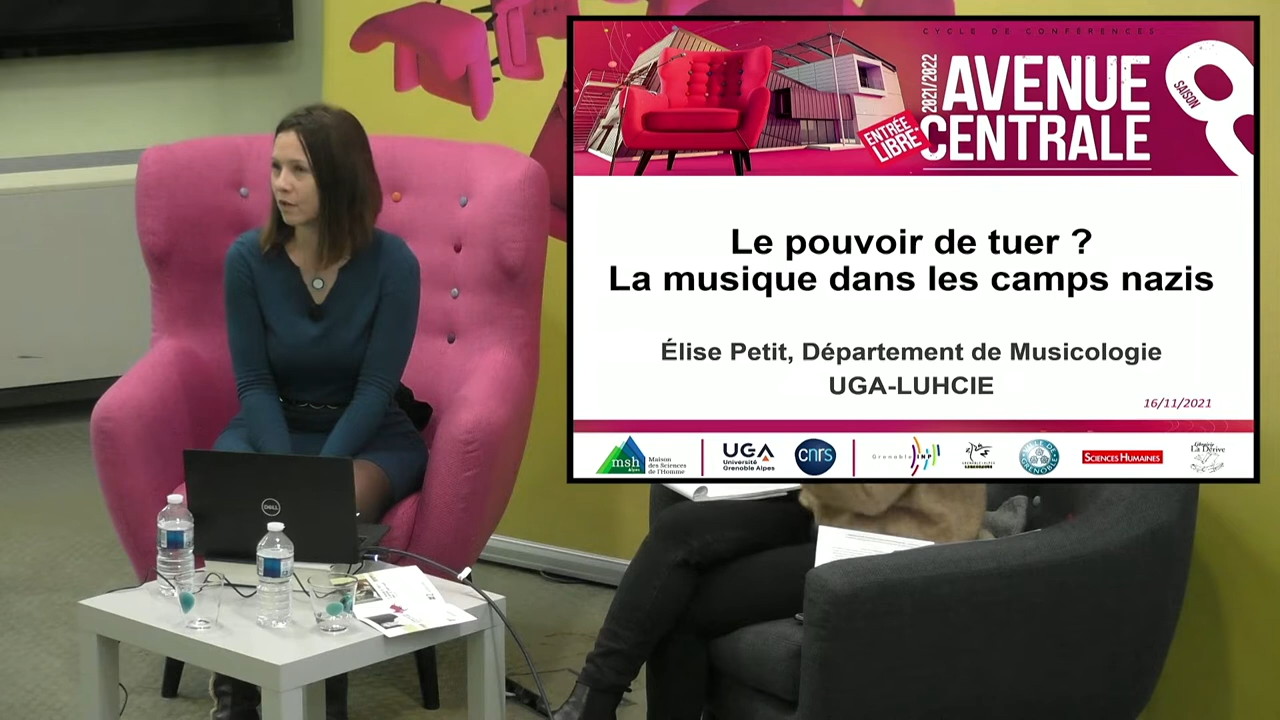 CYCLE DE CONFÉRENCES
2021/2022
AVENUE
CENTRALE
SAISON
8
ENTRÉE
LIBRE
Le pouvoir de tuer ?
La musique dans les camps nazis
Élise Petit, Département de Musicologie
UGA-LUHCIE
16/11/2021
msh
Alpes
Maison
des Sciences
de l'Homme
UGA
Université
Grenoble Alpes
cnrs
SCIENCES HUMAINES
La Dérive
DELL